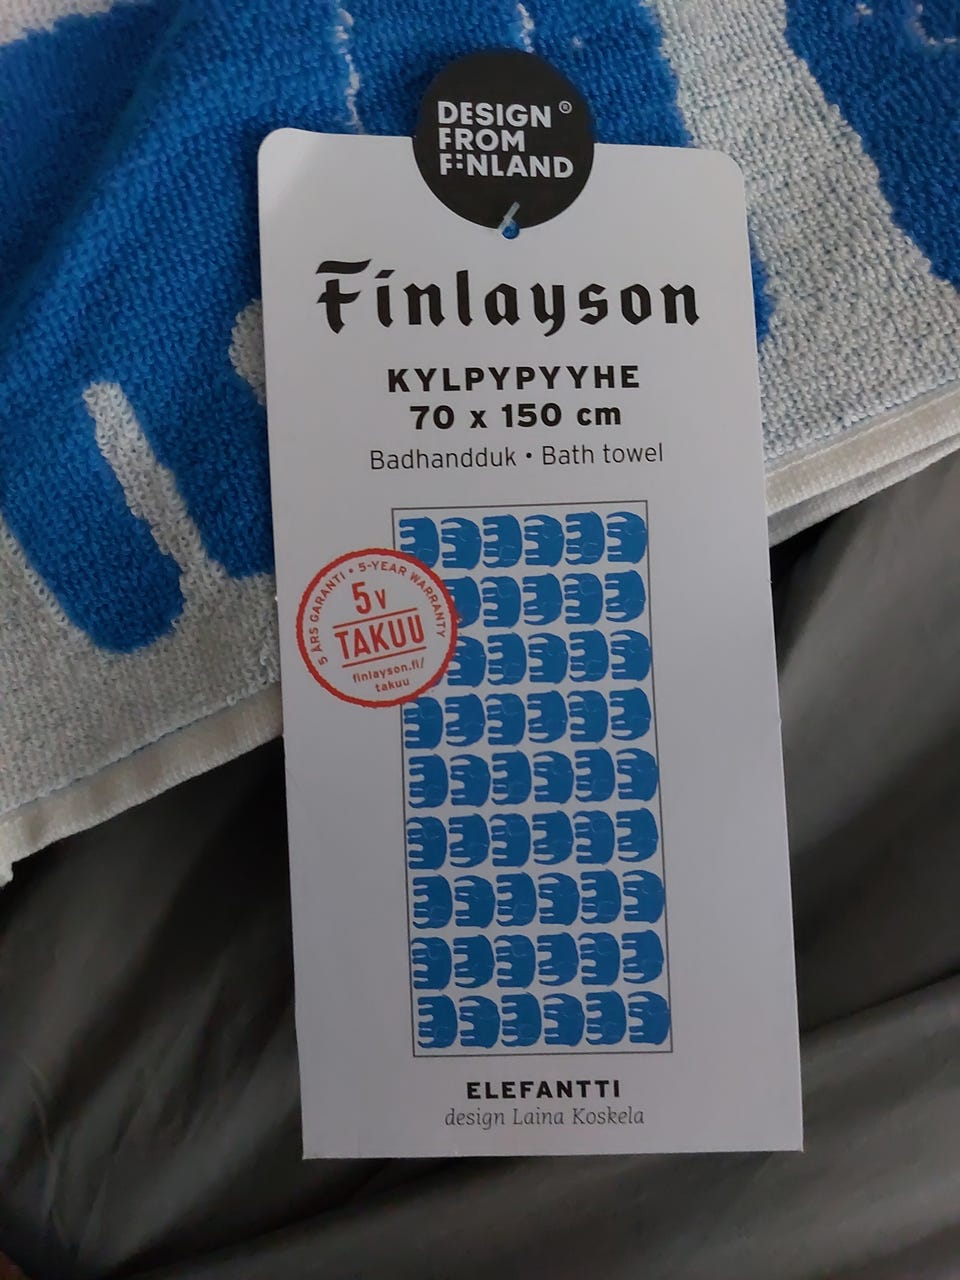 DESIGN®
FROM
FINLAND
Finlayson
KYLPYPYYHE
70 x 150 cm
Badhandduk • Bath towel
5 ÅRS GARANTI • 5-YEAR WARRANTY
5v
TAKUU
finlayson.fi/
takuu
ELEFANTTI
design Laina Koskela